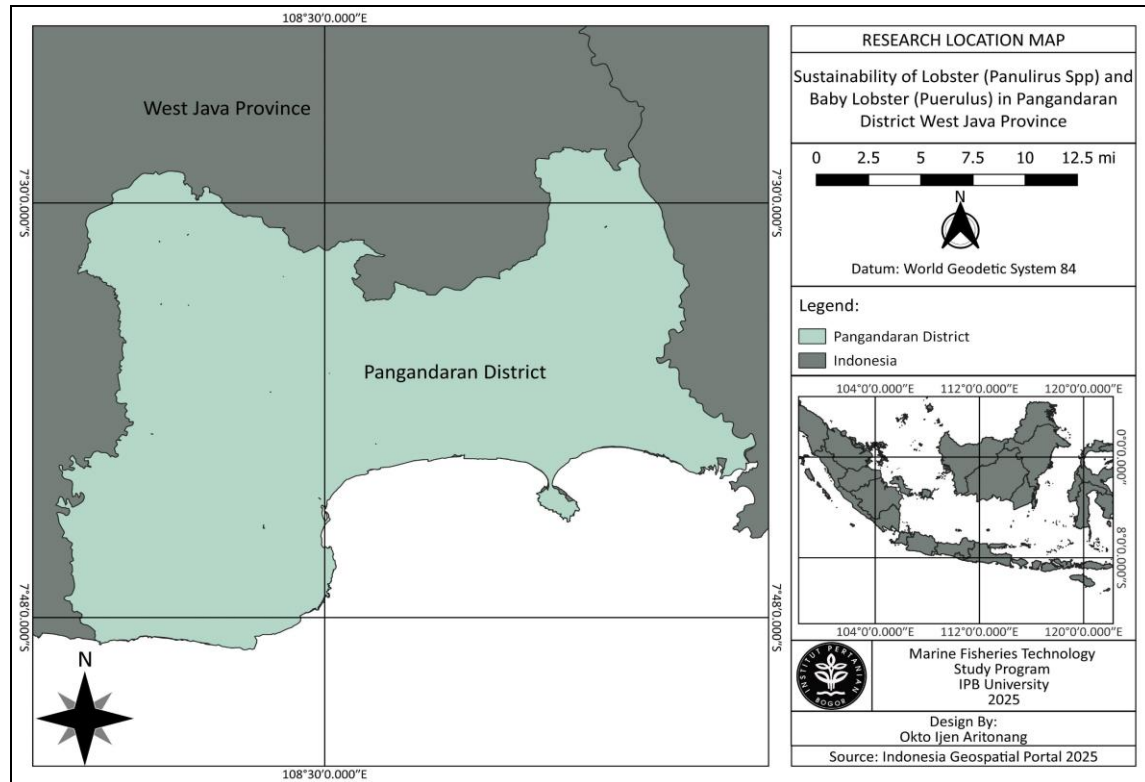 108°30'0.000"E
West Java Province
7°30'0.000"S
7°30'0.000"S
Pangandaran District
7°48'0.000"S
7°48'0.000"S
N
108°30'0.000"E
RESEARCH LOCATION MAP
Sustainability of Lobster (Panulirus Spp) and
Baby Lobster (Puerulus) in Pangandaran
District West Java Province
0 2.5 5 7.5 10 12.5 mi
N
Datum: World Geodetic System 84
Legend:
Pangandaran District
Indonesia
104°0'0.000"E 112°0'0.000"E 120°0'0.000"E
0°0'0.000"
8°0'0.000"S
104°0'0.000"E 112°0'0.000"E 120°0'0.000"E
INSTITUT PERTANIAN
BOGOR
Marine Fisheries Technology
Study Program
IPB University
2025
Design By:
Okto Ijen Aritonang
Source: Indonesia Geospatial Portal 2025